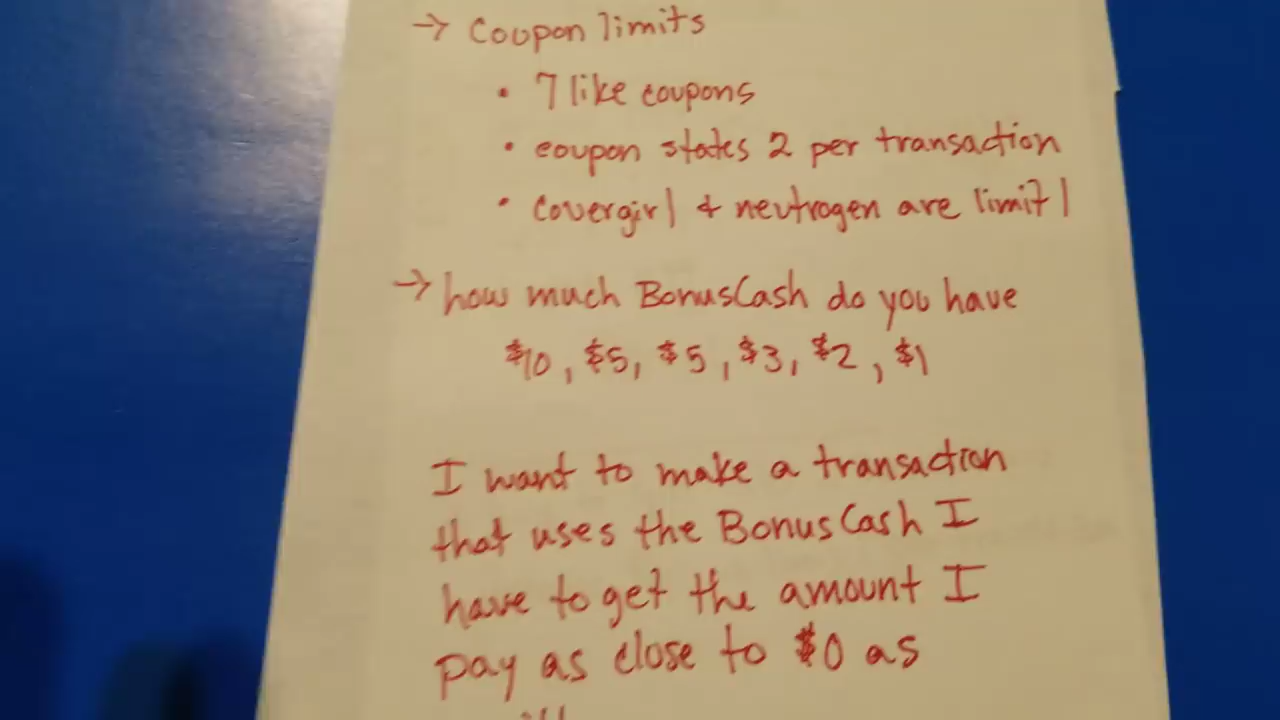 → Coupon limits
• 7 like coupons
• coupon states 2 per transaction
• covergirl & neutrogen are limit 1
→ how much BonusCash do you have
$10, $5, $5, $3, $2, $1
I want to make a transaction
that uses the BonusCash I
have to get the amount I
pay as close to $0 as